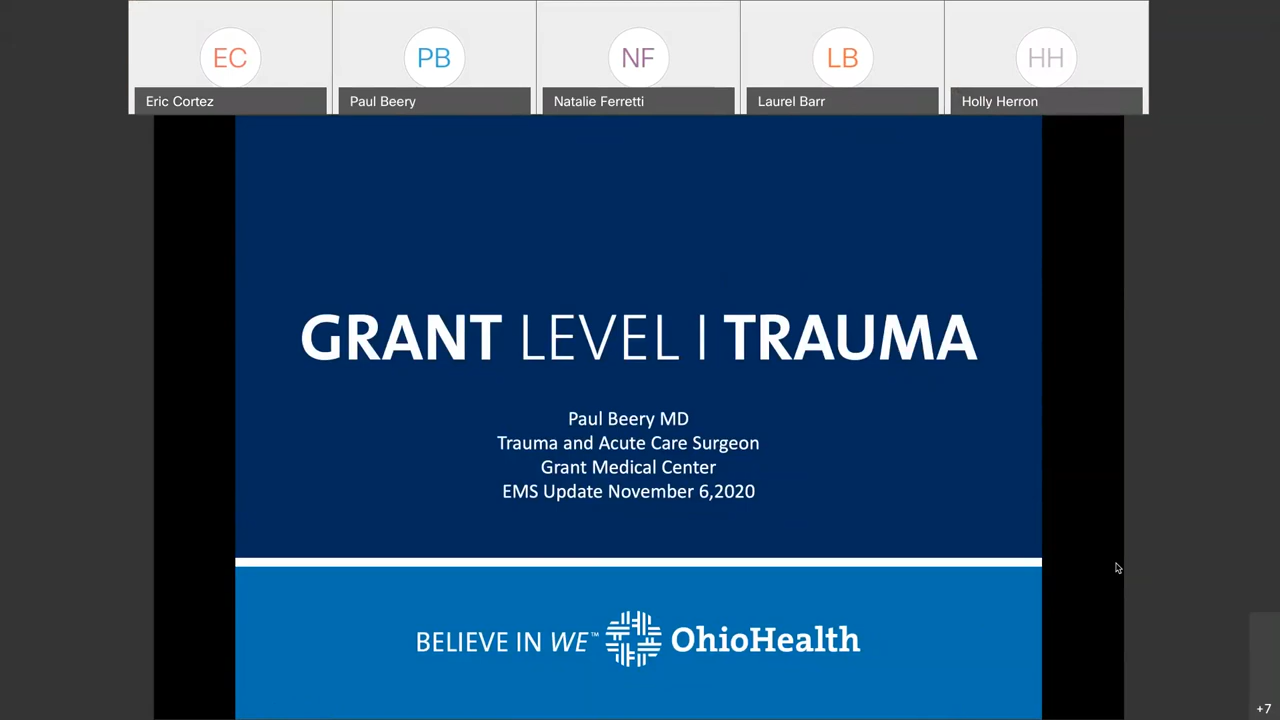 EC PB NF LB HH
Eric Cortez Paul Beery Natalie Ferretti Laurel Barr Holly Herron
GRANT LEVEL I TRAUMA
Paul Beery MD
Trauma and Acute Care Surgeon
Grant Medical Center
EMS Update November 6,2020
BELIEVE IN WE™ OhioHealth
+7